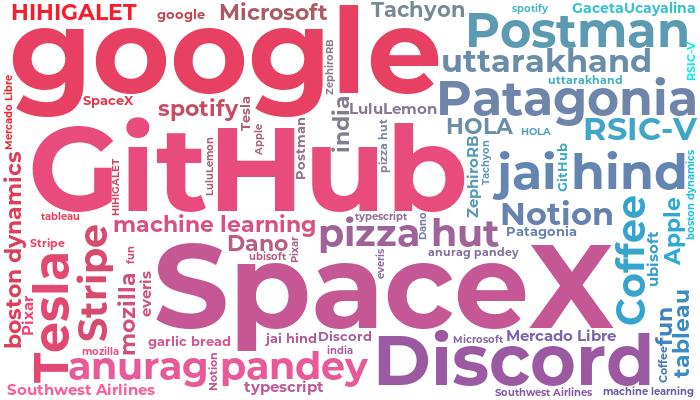 HIHIGALET
google
Microsoft
Tachyon
spotify
GacetaUcayalina
google
Postman
uttarakhand
RSIC-V
Mercado Libre
SpaceX
spotify
Tesla
Apple
ZephiroRB
india
LuluLemon
uttarakhand
Patagonia
GitHub
LuluLemon
Postman
pizza hut
HOLA
HOLA
RSIC-V
HIHIGALET
ZephiroRB
Tachyon
jai hind
GitHub
boston dynamics
boston dynamics
tableau
machine learning
typescript
Dano
Notion
Coffee
Apple
Stripe
Stripe
fun
Dano
Pixar
pizza hut
Patagonia
ubisoft
Tesla
Pixar
mozilla
everis
SpaceX
ubisoft
everis
anurag pandey
garlic bread
jai hind
Discord
india
Microsoft
Mercado Libre
Coffee
fun
tableau
mozilla
anurag pandey
Notion
Discord
Southwest Airlines
typescript
Southwest Airlines
machine learning